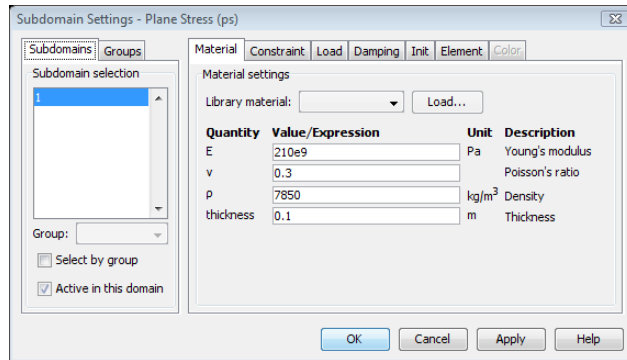 Subdomain Settings - Plane Stress (ps)
Subdomains Groups
Subdomain selection
1
Group:
Select by group
Active in this domain
Material Constraint Load Damping Init Element Color
Material settings
Library material: Load...
Quantity Value/Expression Unit Description
E 210e9 Pa Young's modulus
ν 0.3 Poisson's ratio
ρ 7850 kg/m³ Density
thickness 0.1 m Thickness
OK Cancel Apply Help